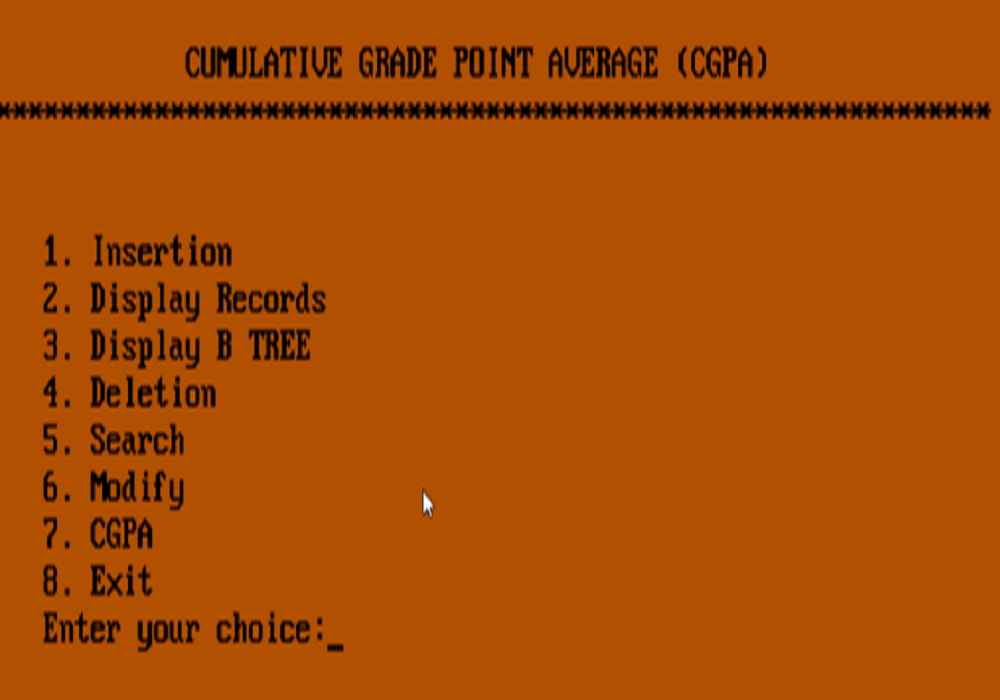 CUMULATIVE GRADE POINT AVERAGE (CGPA)
***************************************************************
1. Insertion
2. Display Records
3. Display B TREE
4. Deletion
5. Search
6. Modify
7. CGPA
8. Exit
Enter your choice:_